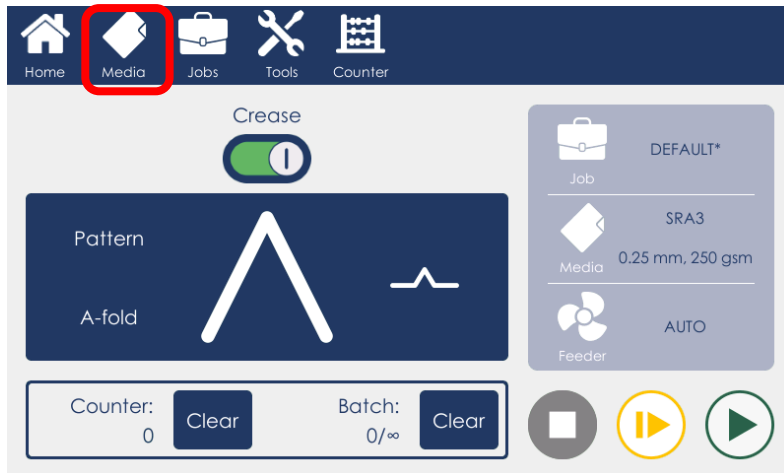 Home
Media
Jobs
Tools
Counter
Crease
Pattern
A-fold
Counter:
0
Clear
Batch:
0/∞
Clear
DEFAULT*
Job
SRA3
0.25 mm, 250 gsm
Media
AUTO
Feeder